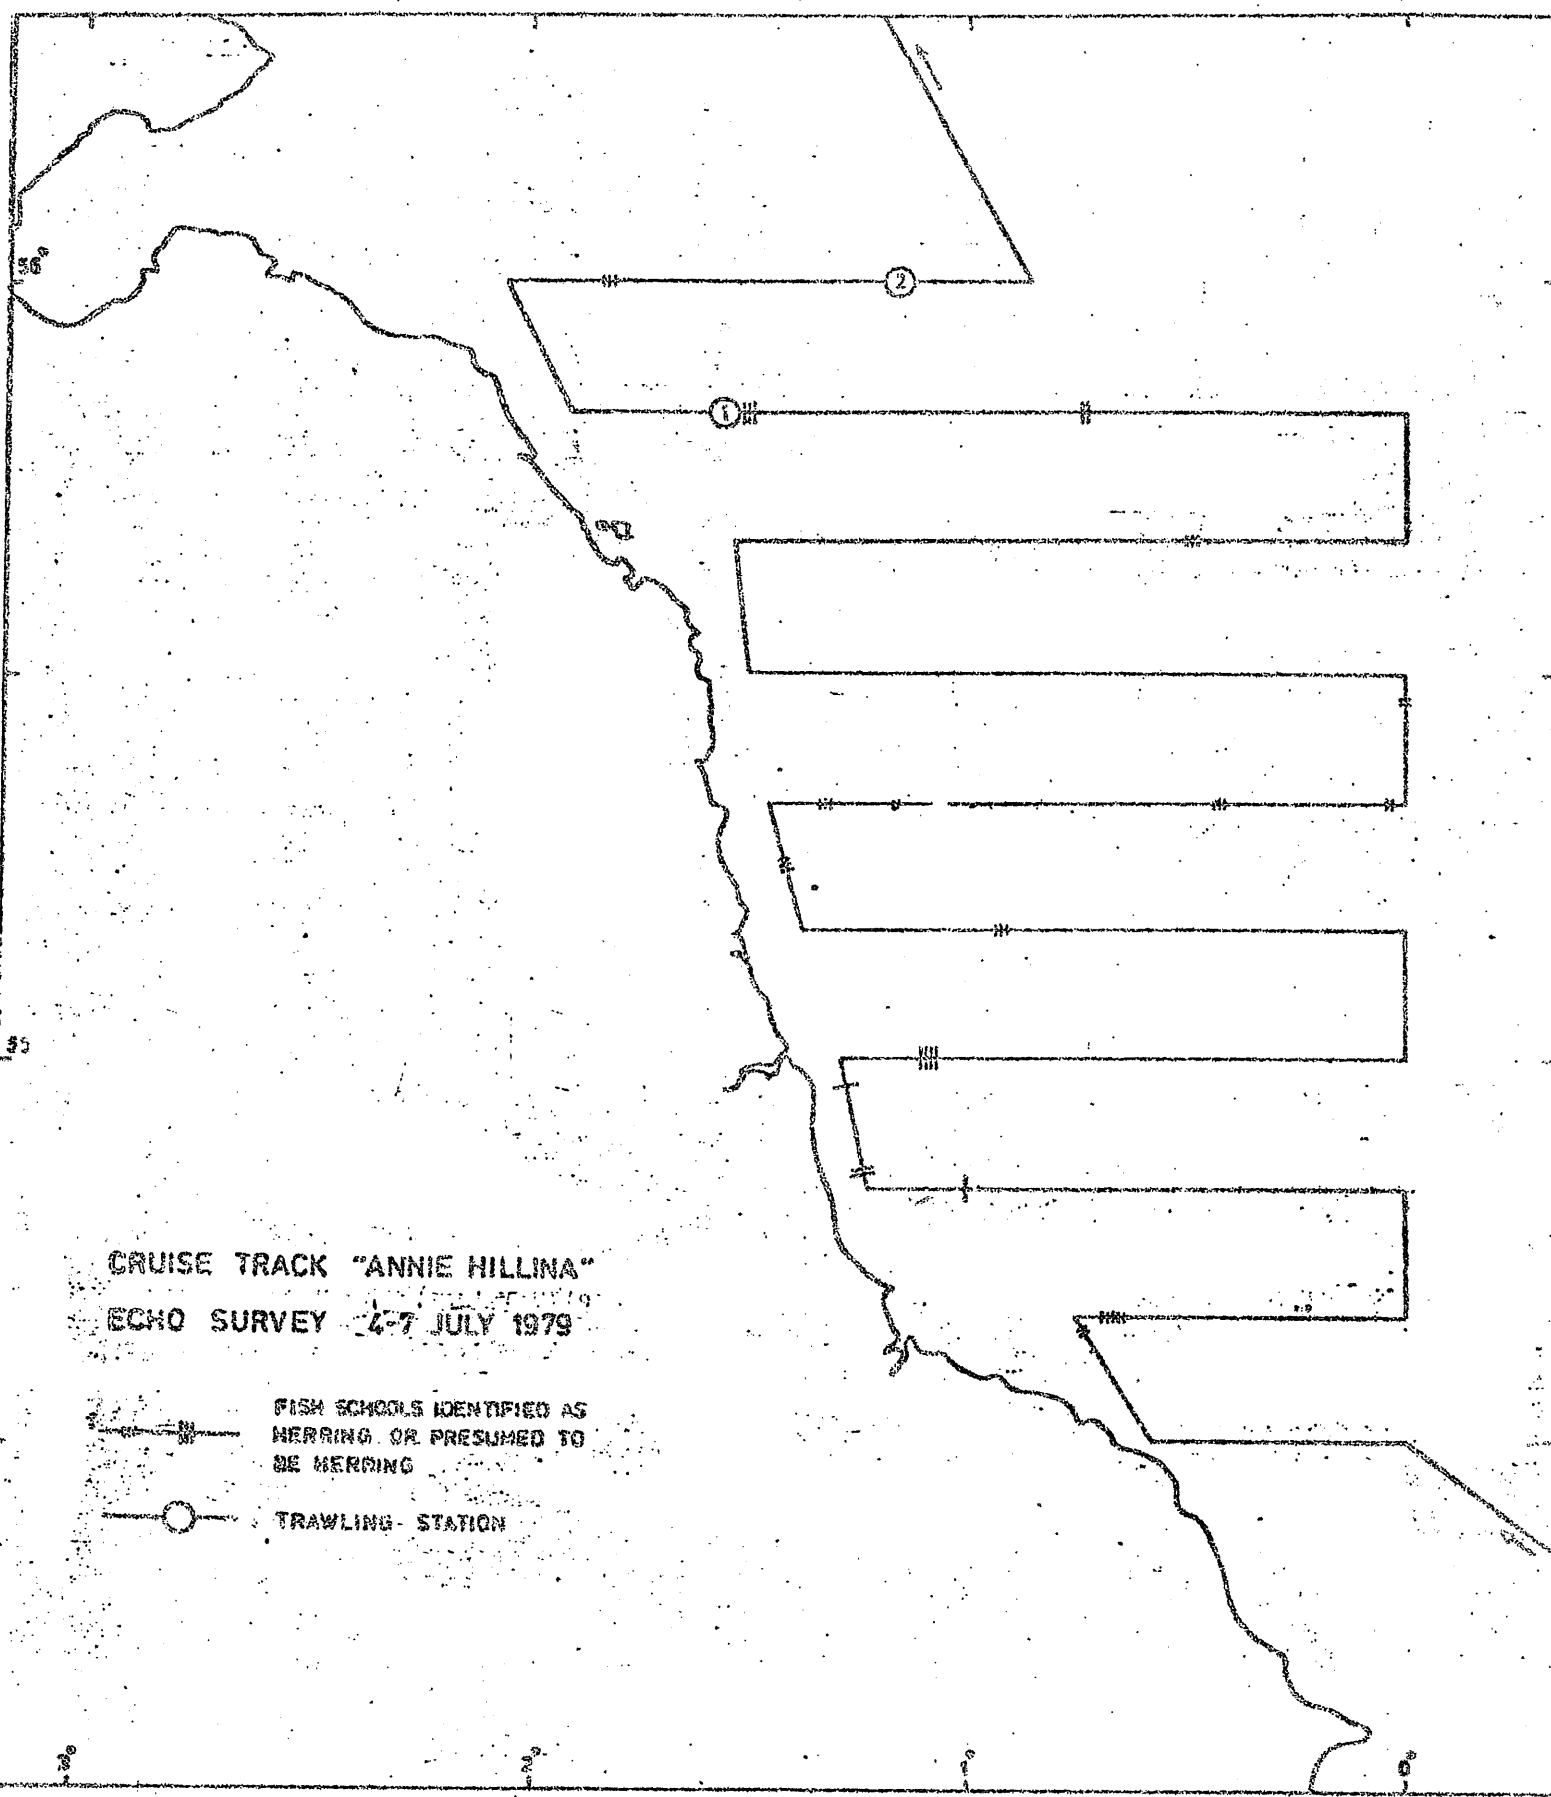 56°
2
1
55
CRUISE TRACK "ANNIE HILLINA"
ECHO SURVEY 4-7 JULY 1979
FISH SCHOOLS IDENTIFIED AS
HERRING OR PRESUMED TO
BE HERRING
TRAWLING STATION
3°
2°
1°
0°